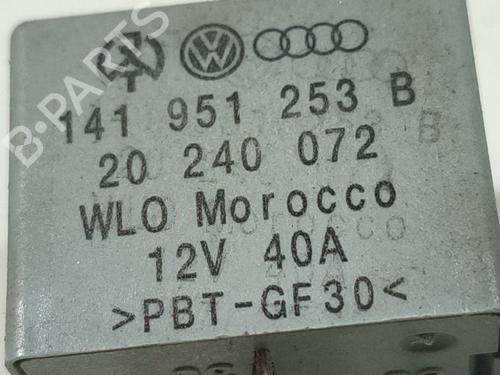 141 951 253 B
20 240 072
WLO Morocco
12V 40A
>PBT-GF30<
B-PARTS